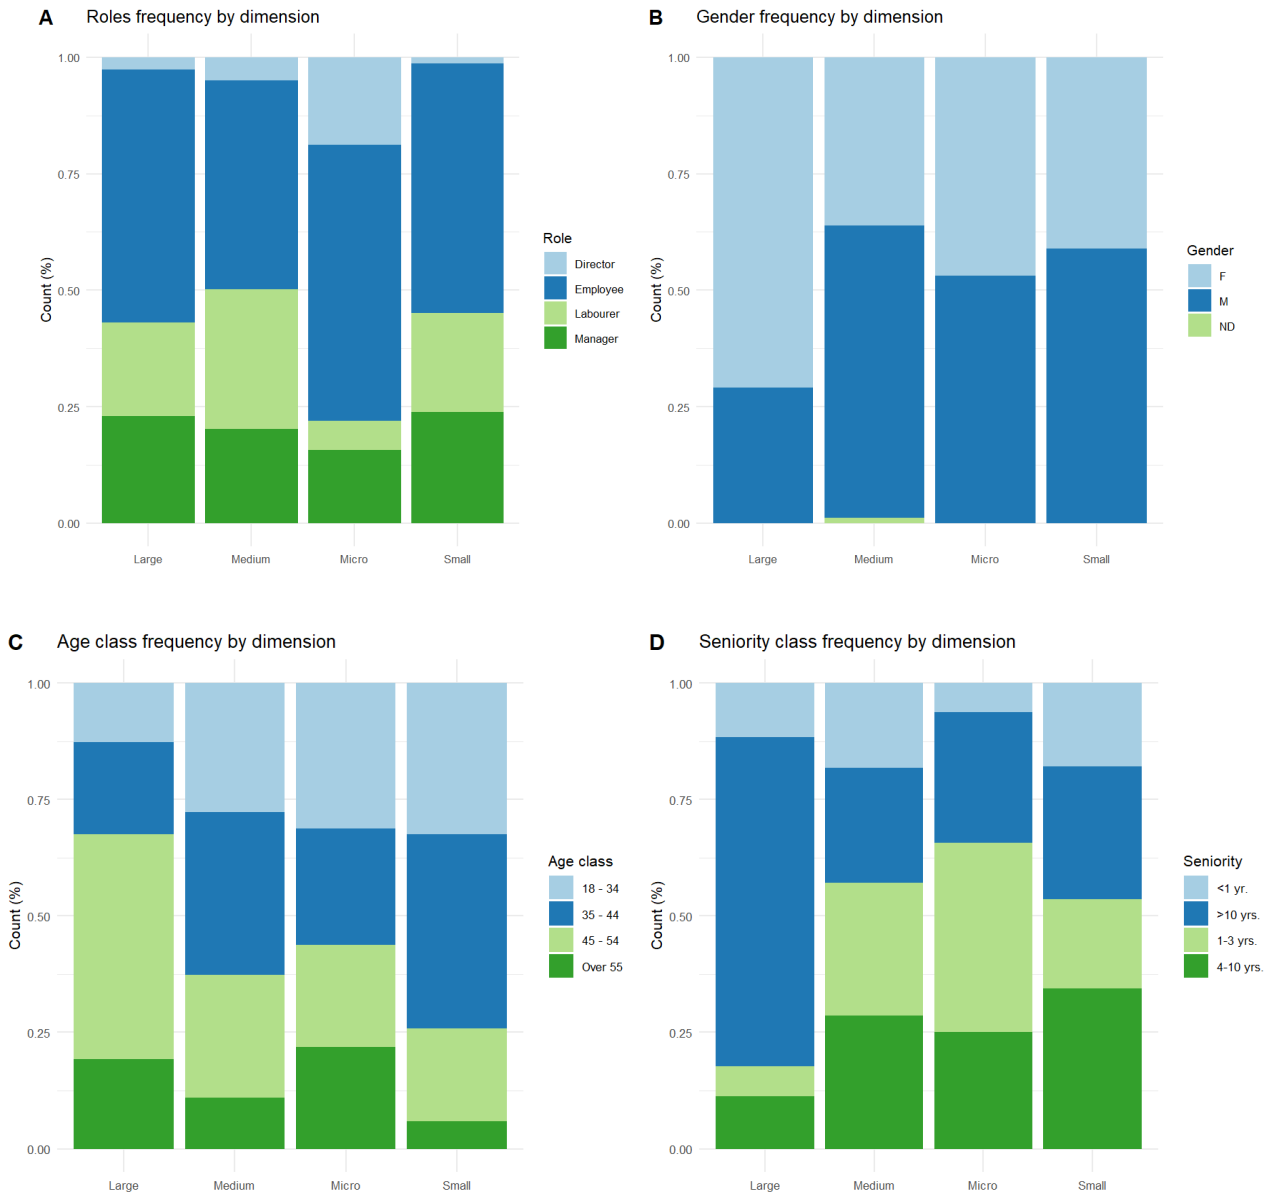 A Roles frequency by dimension
Count (%)
1.00
0.75
0.50
0.25
0.00
Large Medium Micro Small
Role
Director
Employee
Labourer
Manager
B Gender frequency by dimension
Count (%)
1.00
0.75
0.50
0.25
0.00
Large Medium Micro Small
Gender
F
M
ND
C Age class frequency by dimension
Count (%)
1.00
0.75
0.50
0.25
0.00
Large Medium Micro Small
Age class
18 - 34
35 - 44
45 - 54
Over 55
D Seniority class frequency by dimension
Count (%)
1.00
0.75
0.50
0.25
0.00
Large Medium Micro Small
Seniority
<1 yr.
>10 yrs.
1-3 yrs.
4-10 yrs.